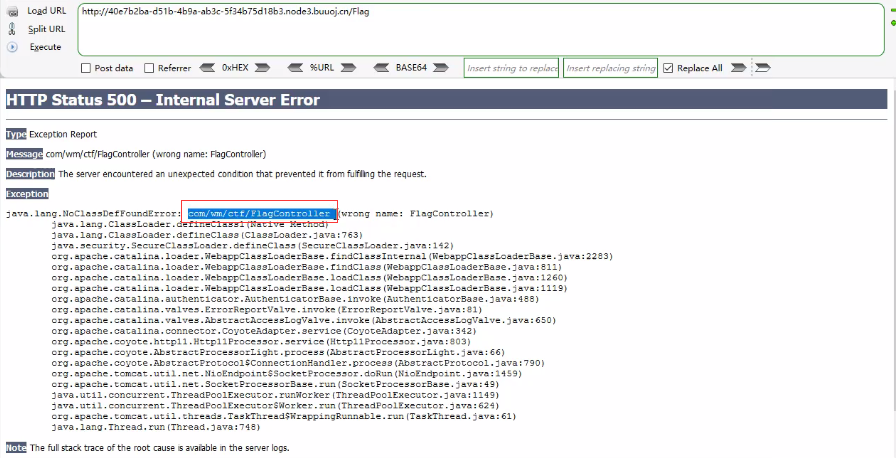 Load URL
http://40e7b2ba-d51b-4b9a-ab3c-5f34b75d18b3.node3.buuoj.cn/Flag
Split URL
Execute
Post data Referrer 0xHEX %URL BASE64 Insert string to replace Insert replacing string Replace All
HTTP Status 500 – Internal Server Error
Type Exception Report
Message com/wm/ctf/FlagController (wrong name: FlagController)
Description The server encountered an unexpected condition that prevented it from fulfilling the request.
Exception
java.lang.NoClassDefFoundError: com/wm/ctf/FlagController (wrong name: FlagController)
java.lang.ClassLoader.defineClass1(Native Method)
java.lang.ClassLoader.defineClass(ClassLoader.java:763)
java.security.SecureClassLoader.defineClass(SecureClassLoader.java:142)
org.apache.catalina.loader.WebappClassLoaderBase.findClassInternal(WebappClassLoaderBase.java:2283)
org.apache.catalina.loader.WebappClassLoaderBase.findClass(WebappClassLoaderBase.java:811)
org.apache.catalina.loader.WebappClassLoaderBase.loadClass(WebappClassLoaderBase.java:1260)
org.apache.catalina.loader.WebappClassLoaderBase.loadClass(WebappClassLoaderBase.java:1119)
org.apache.catalina.authenticator.AuthenticatorBase.invoke(AuthenticatorBase.java:488)
org.apache.catalina.valves.ErrorReportValve.invoke(ErrorReportValve.java:81)
org.apache.catalina.valves.AbstractAccessLogValve.invoke(AbstractAccessLogValve.java:650)
org.apache.catalina.connector.CoyoteAdapter.service(CoyoteAdapter.java:342)
org.apache.coyote.http11.Http11Processor.service(Http11Processor.java:803)
org.apache.coyote.AbstractProcessorLight.process(AbstractProcessorLight.java:66)
org.apache.coyote.AbstractProtocol$ConnectionHandler.process(AbstractProtocol.java:790)
org.apache.tomcat.util.net.NioEndpoint$SocketProcessor.doRun(NioEndpoint.java:1459)
org.apache.tomcat.util.net.SocketProcessorBase.run(SocketProcessorBase.java:49)
java.util.concurrent.ThreadPoolExecutor.runWorker(ThreadPoolExecutor.java:1149)
java.util.concurrent.ThreadPoolExecutor$Worker.run(ThreadPoolExecutor.java:624)
org.apache.tomcat.util.threads.TaskThread$WrappingRunnable.run(TaskThread.java:61)
java.lang.Thread.run(Thread.java:748)
Note The full stack trace of the root cause is available in the server logs.